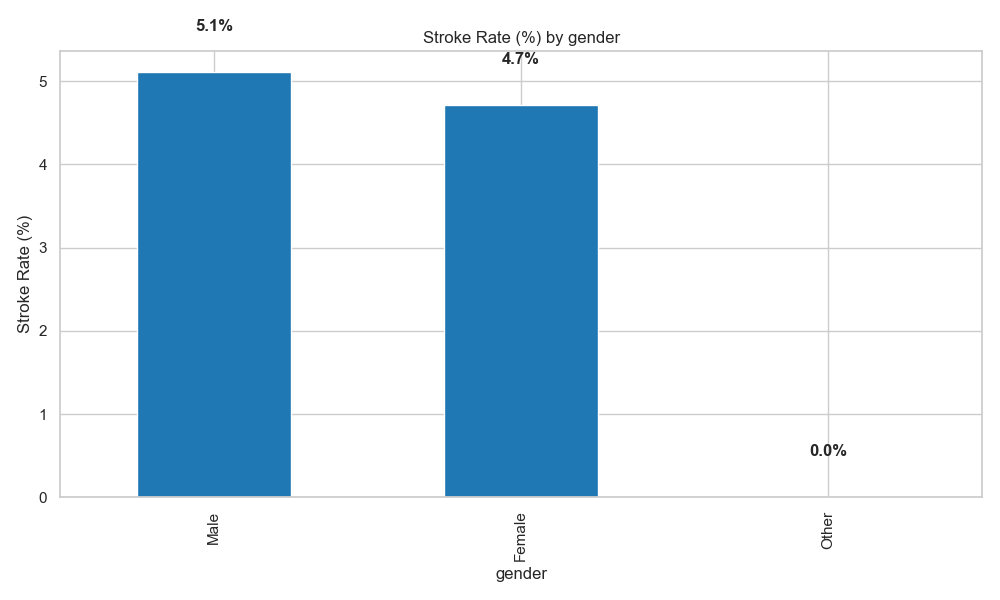 5.1%
Stroke Rate (%) by gender
4.7%
5
4
3
2
1
0
Stroke Rate (%)
0.0%
Male
Female
Other
gender